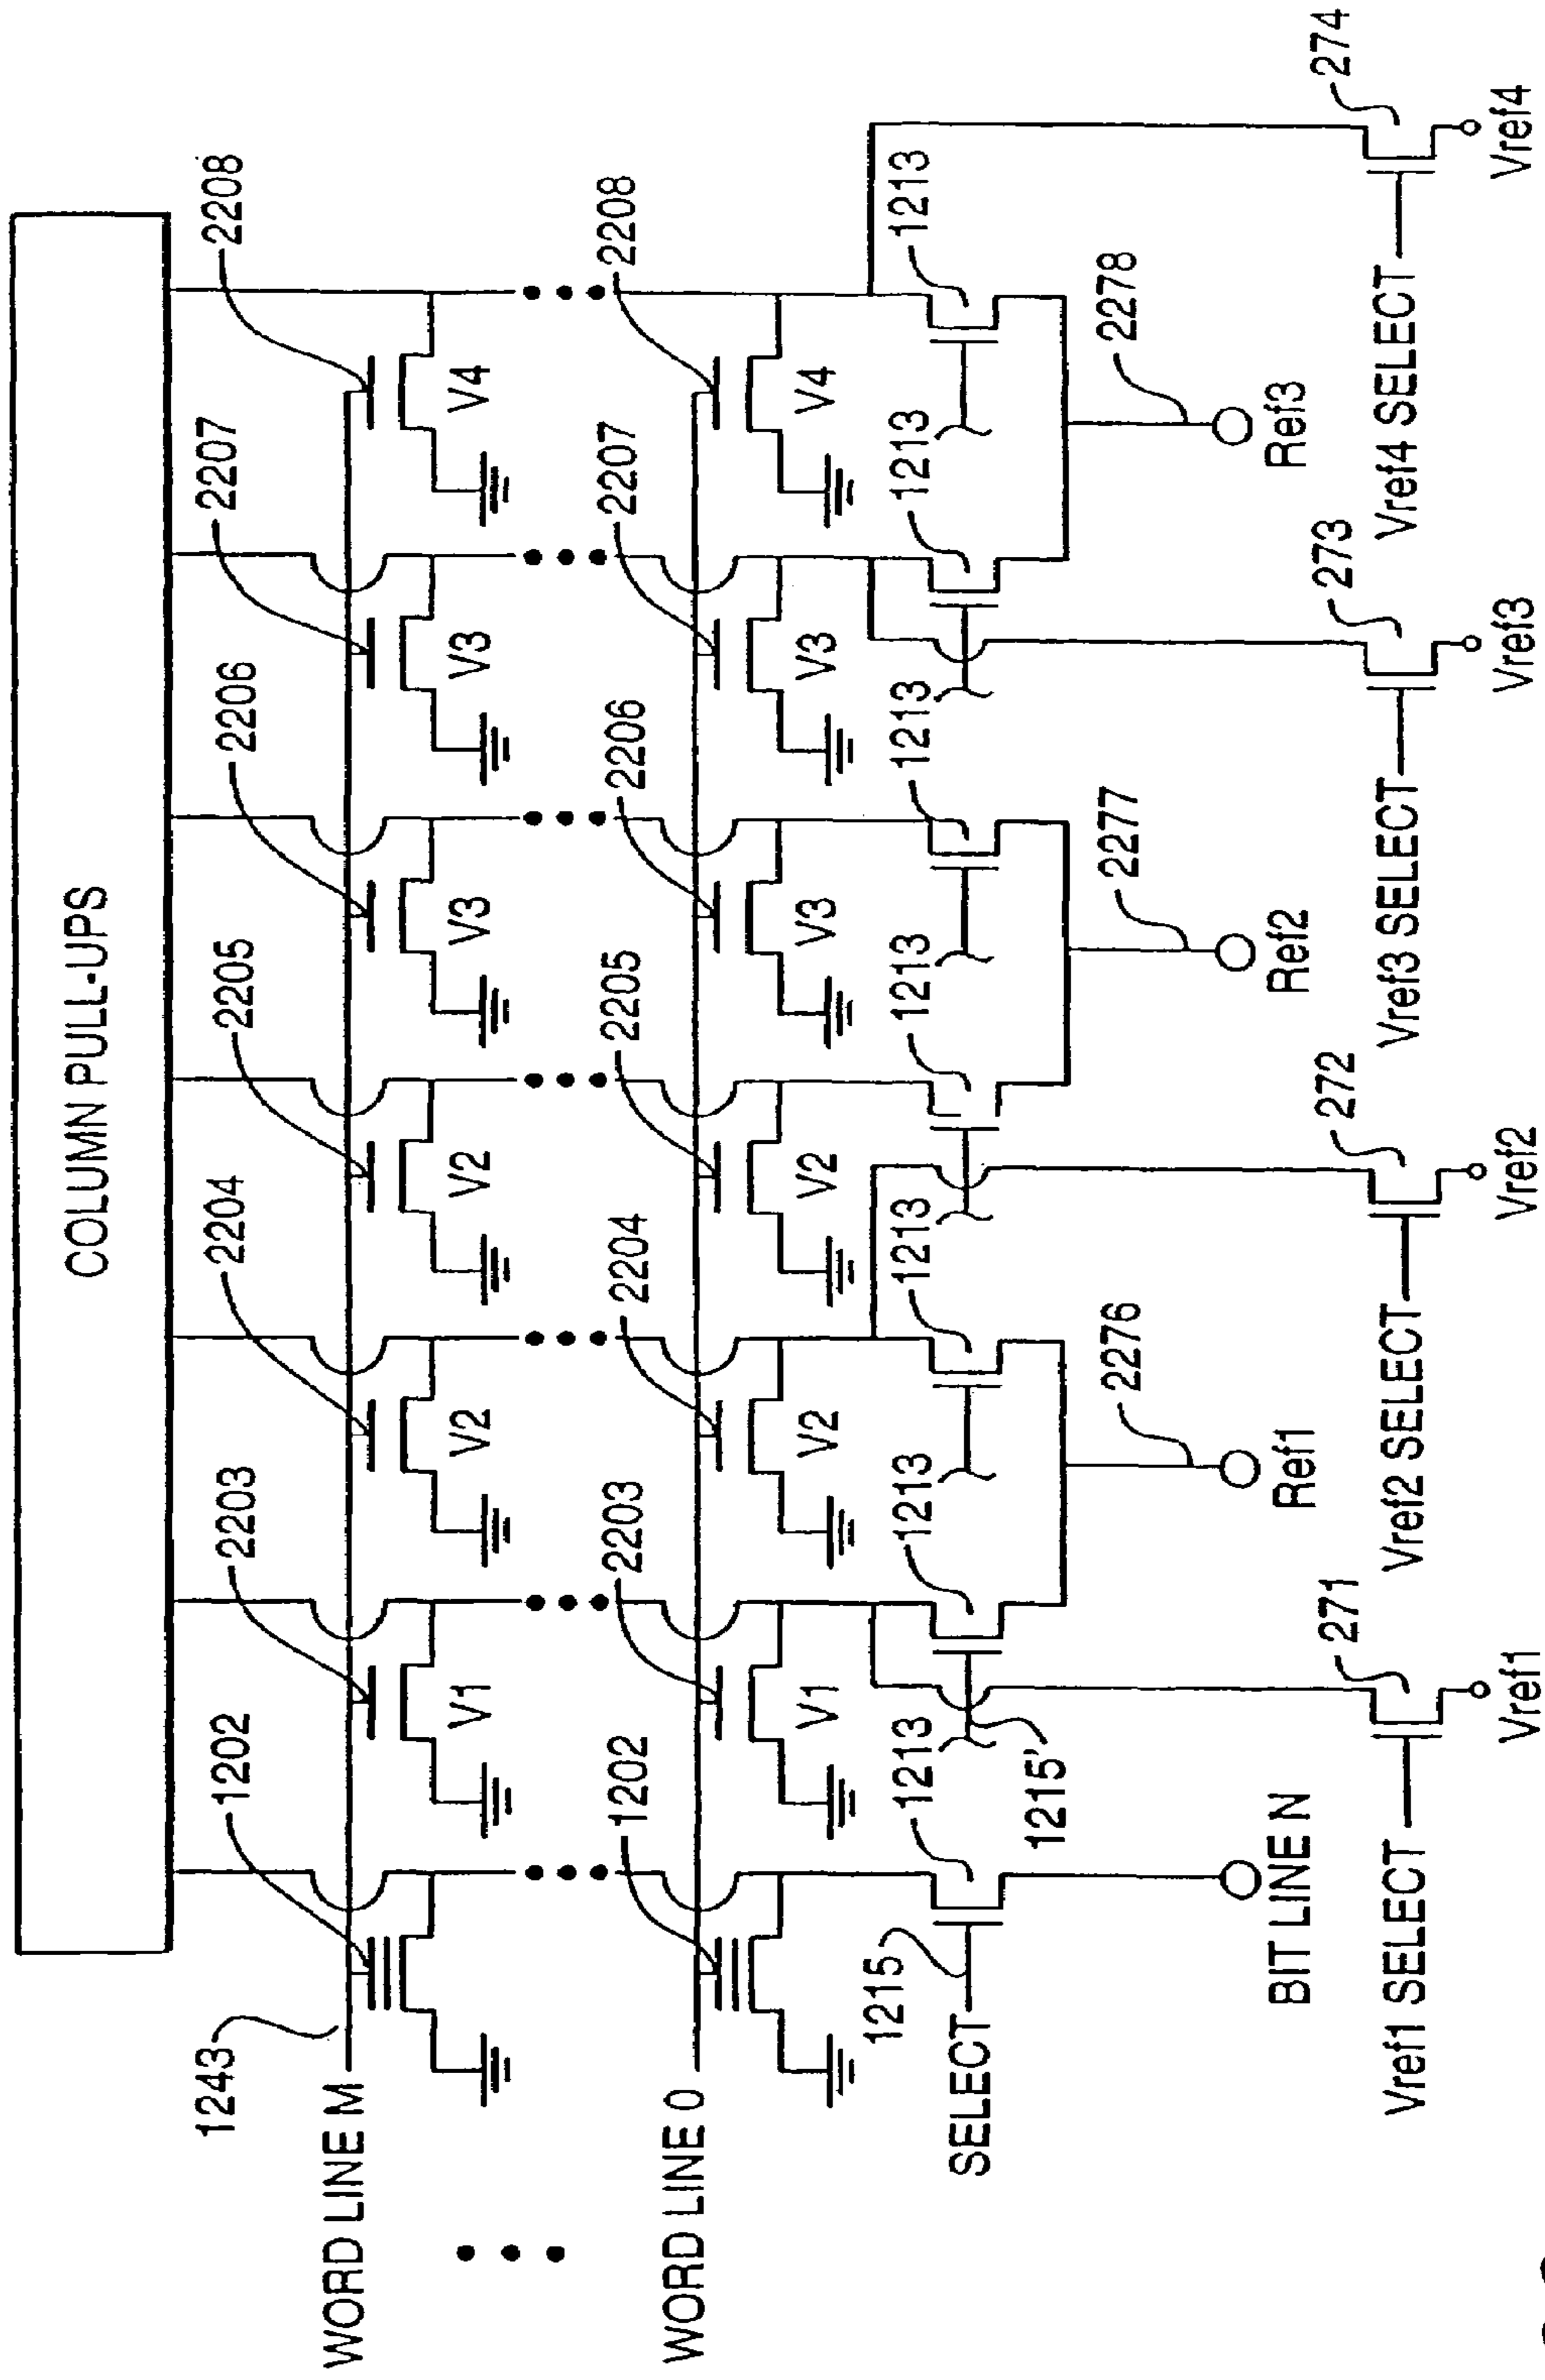 COLUMN PULL-UPS
1243 1202 2203 2204 2205 2206 2207 2208
WORD LINE M
V1 V2 V2 V3 V3 V4
1202 2203 2204 2205 2206 2207 2208
WORD LINE 0
V1 V2 V2 V3 V3 V4
1215 1213 1213 1213 1213 1213 1213 1213
SELECT
1215'
2276 2277 2278
BIT LINE N Ref1 Ref2 Ref3
271 272 273 274
Vref1 SELECT Vref2 SELECT Vref3 SELECT Vref4 SELECT
Vref1 Vref2 Vref3 Vref4